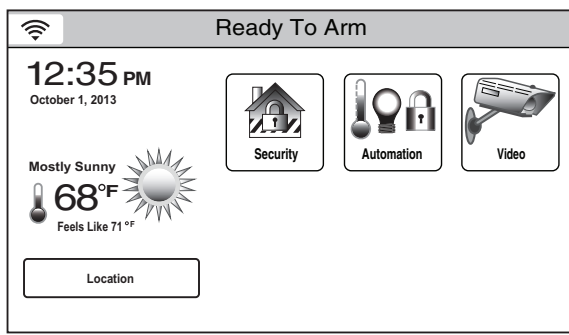 Ready To Arm
12:35 PM
October 1, 2013
Security
Automation
Video
Mostly Sunny
68°F
Feels Like 71°F
Location